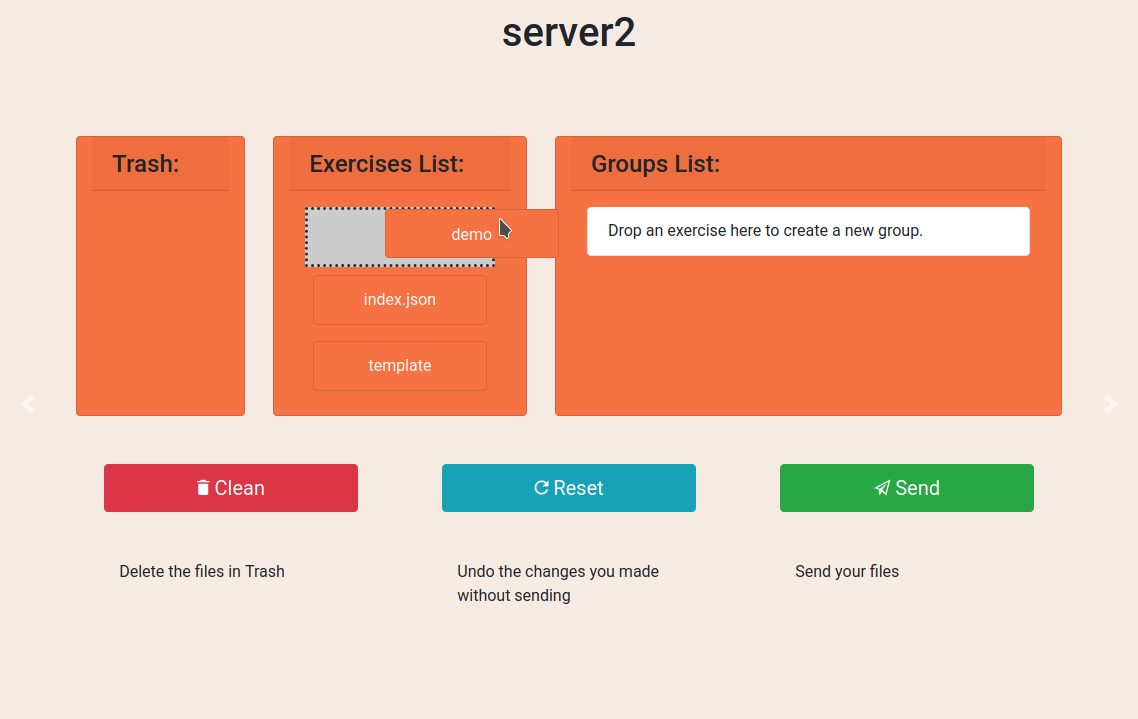 server2
Trash:
Exercises List:
Groups List:
demo
Drop an exercise here to create a new group.
index.json
template
Clean
Reset
Send
Delete the files in Trash
Undo the changes you made
without sending
Send your files